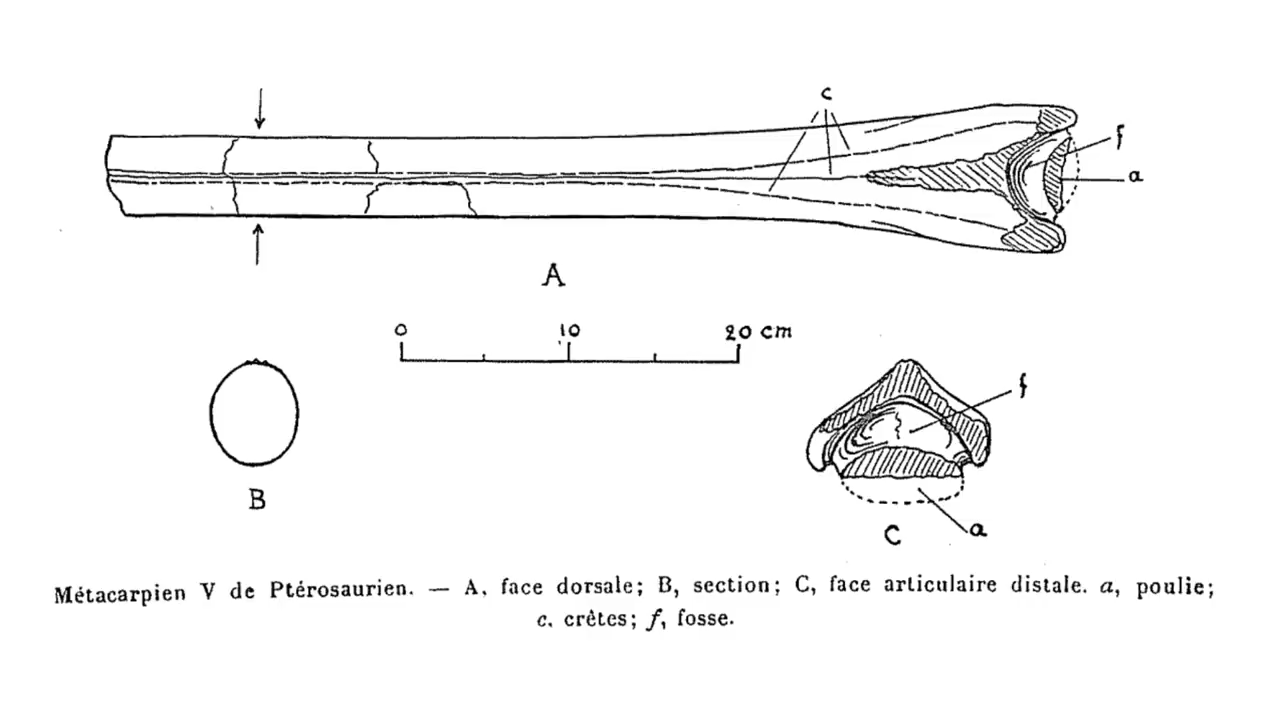 c
f
a
A
0 10 20 cm
f
B
C
a
Métacarpien V de Ptérosaurien. — A. face dorsale; B, section; C, face articulaire distale. a, poulie;
c. crêtes; f, fosse.